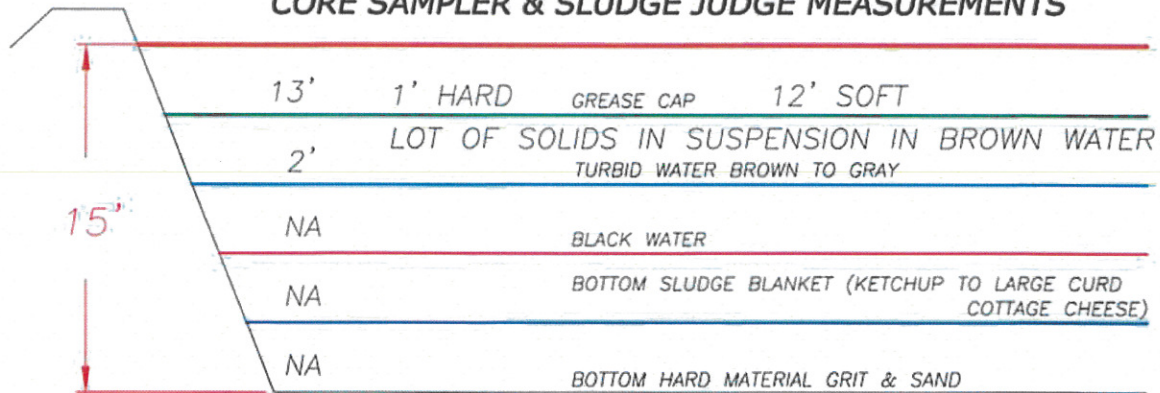 CORE SAMPLER & SLUDGE JUDGE MEASUREMENTS
13' 1' HARD GREASE CAP 12' SOFT
LOT OF SOLIDS IN SUSPENSION IN BROWN WATER
2' TURBID WATER BROWN TO GRAY
15'
NA BLACK WATER
NA BOTTOM SLUDGE BLANKET (KETCHUP TO LARGE CURD
COTTAGE CHEESE)
NA BOTTOM HARD MATERIAL GRIT & SAND